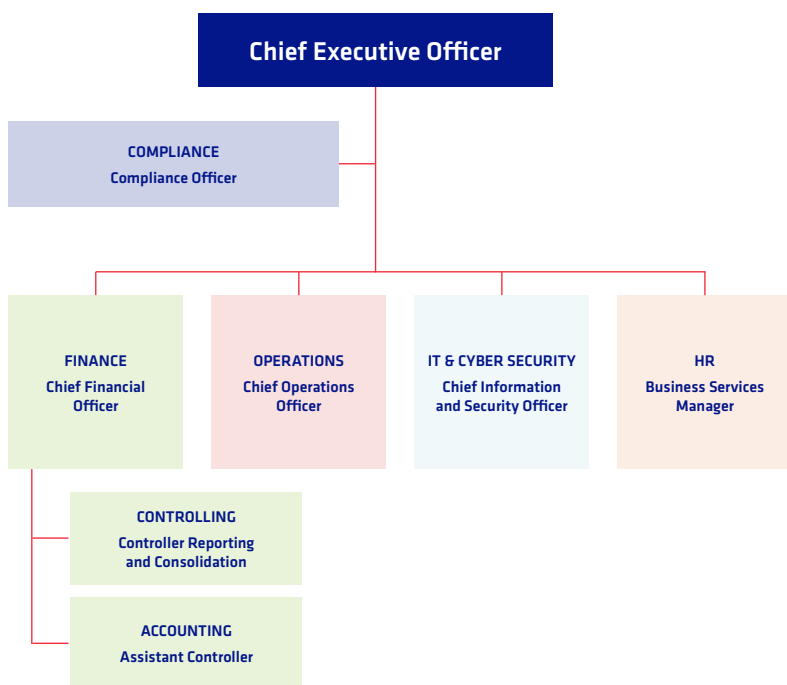 Chief Executive Officer
COMPLIANCE
Compliance Officer
FINANCE
Chief Financial
Officer
OPERATIONS
Chief Operations
Officer
IT & CYBER SECURITY
Chief Information
and Security Officer
HR
Business Services
Manager
CONTROLLING
Controller Reporting
and Consolidation
ACCOUNTING
Assistant Controller